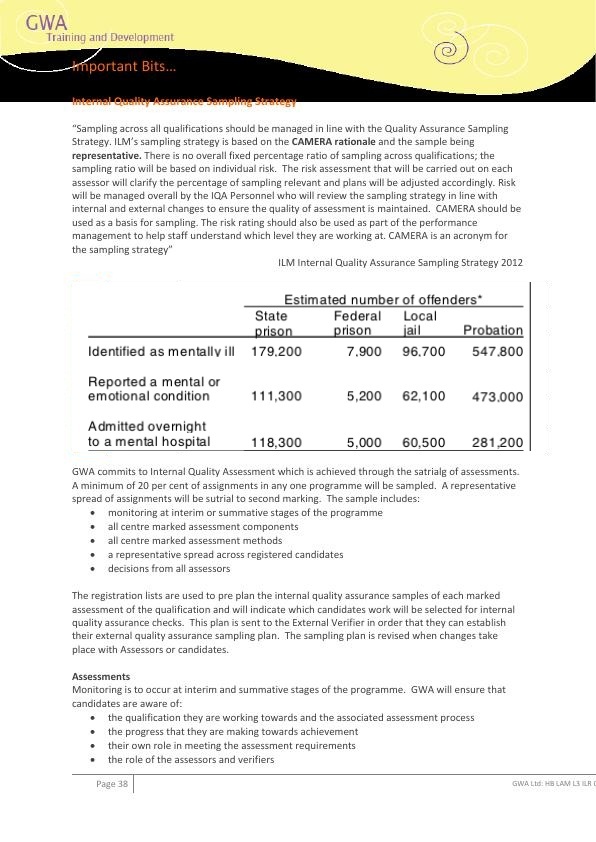 GWA
Training and Development
Important Bits...
Internal Quality Assurance Sampling Strategy
“Sampling across all qualifications should be managed in line with the Quality Assurance Sampling
Strategy. ILM’s sampling strategy is based on the CAMERA rationale and the sample being
representative. There is no overall fixed percentage ratio of sampling across qualifications; the
sampling ratio will be based on individual risk. The risk assessment that will be carried out on each
assessor will clarify the percentage of sampling relevant and plans will be adjusted accordingly. Risk
will be managed overall by the IQA Personnel who will review the sampling strategy in line with
internal and external changes to ensure the quality of assessment is maintained. CAMERA should be
used as a basis for sampling. The risk rating should also be used as part of the performance
management to help staff understand which level they are working at. CAMERA is an acronym for
the sampling strategy”
ILM Internal Quality Assurance Sampling Strategy 2012
Estimated number of offenders*
State prison Federal prison Local jail Probation
Identified as mentally ill 179,200 7,900 96,700 547,800
Reported a mental or
emotional condition 111,300 5,200 62,100 473,000
Admitted overnight
to a mental hospital 118,300 5,000 60,500 281,200
GWA commits to Internal Quality Assessment which is achieved through the satrialg of assessments.
A minimum of 20 per cent of assignments in any one programme will be sampled. A representative
spread of assignments will be sutrial to second marking. The sample includes:
• monitoring at interim or summative stages of the programme
• all centre marked assessment components
• all centre marked assessment methods
• a representative spread across registered candidates
• decisions from all assessors
The registration lists are used to pre plan the internal quality assurance samples of each marked
assessment of the qualification and will indicate which candidates work will be selected for internal
quality assurance checks. This plan is sent to the External Verifier in order that they can establish
their external quality assurance sampling plan. The sampling plan is revised when changes take
place with Assessors or candidates.
Assessments
Monitoring is to occur at interim and summative stages of the programme. GWA will ensure that
candidates are aware of:
• the qualification they are working towards and the associated assessment process
• the progress that they are making towards achievement
• their own role in meeting the assessment requirements
• the role of the assessors and verifiers
Page 38
GWA Ltd: HB LAM L3 ILR